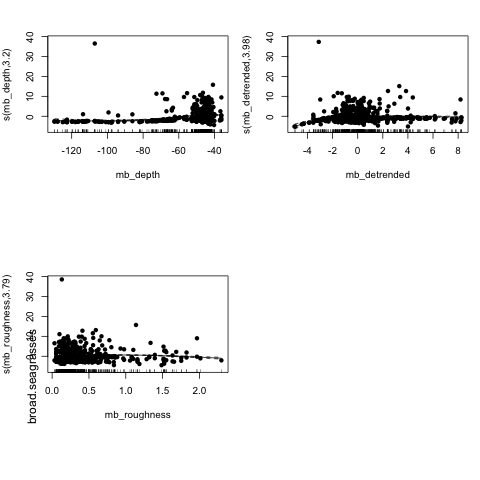 s(mb_depth,3.2)
0 10 20 30 40
-120 -100 -80 -60 -40
mb_depth
s(mb_detrended,3.98)
0 10 20 30 40
-4 -2 0 2 4 6 8
mb_detrended
s(mb_roughness,3.79)
broad.seagrasses
0 10 20 30 40
0.0 0.5 1.0 1.5 2.0
mb_roughness